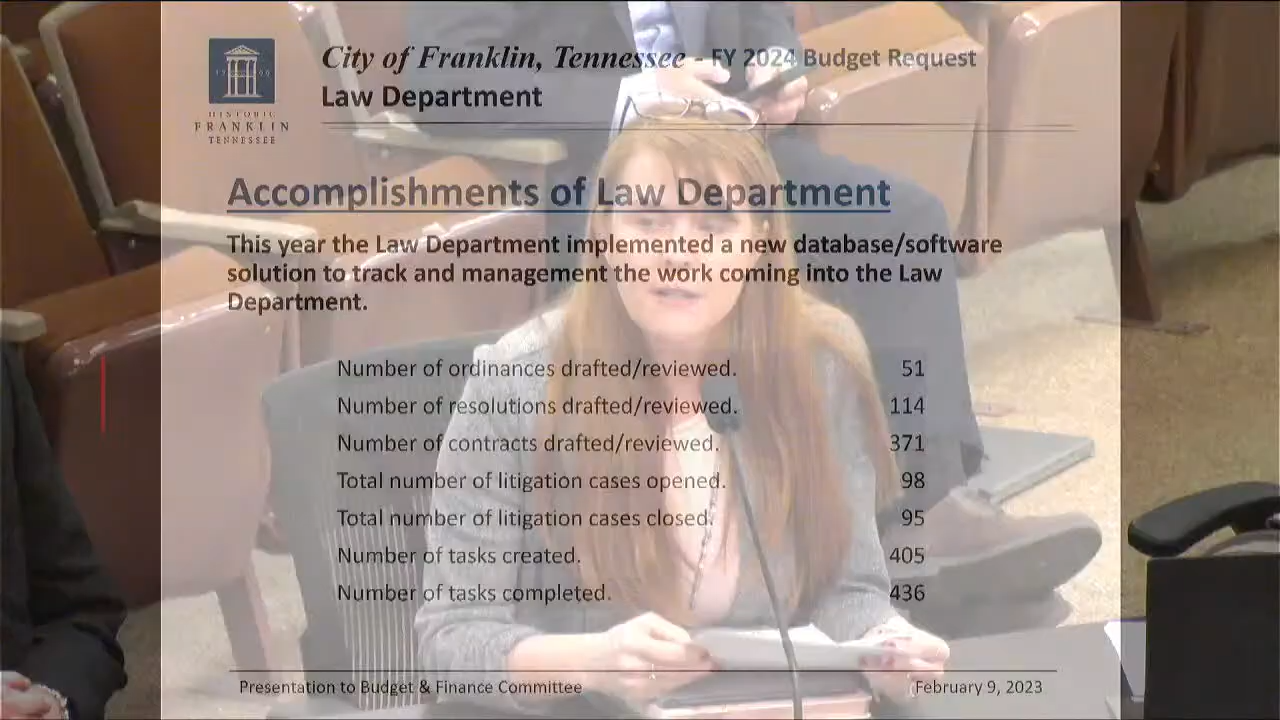 City of Franklin, Tennessee - FY 2024 Budget Request
Law Department
HISTORIC
FRANKLIN
TENNESSEE
Accomplishments of Law Department
This year the Law Department implemented a new database/software
solution to track and management the work coming into the Law
Department.
Number of ordinances drafted/reviewed. 51
Number of resolutions drafted/reviewed. 114
Number of contracts drafted/reviewed. 371
Total number of litigation cases opened. 98
Total number of litigation cases closed. 95
Number of tasks created. 405
Number of tasks completed. 436
Presentation to Budget & Finance Committee February 9, 2023